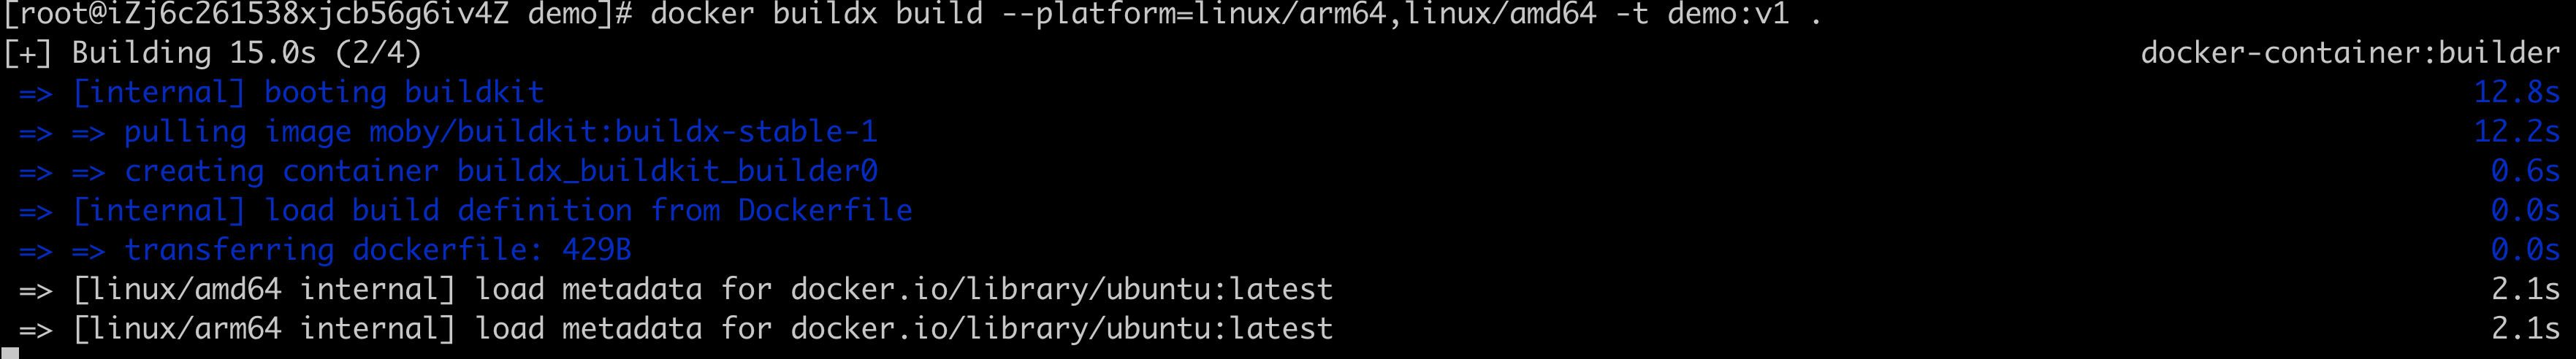 [root@iZj6c261538xjcb56g6iv4Z demo]# docker buildx build --platform=linux/arm64,linux/amd64 -t demo:v1 .
[+] Building 15.0s (2/4) docker-container:builder
=> [internal] booting buildkit 12.8s
=> => pulling image moby/buildkit:buildx-stable-1 12.2s
=> => creating container buildx_buildkit_builder0 0.6s
=> [internal] load build definition from Dockerfile 0.0s
=> => transferring dockerfile: 429B 0.0s
=> [linux/amd64 internal] load metadata for docker.io/library/ubuntu:latest 2.1s
=> [linux/arm64 internal] load metadata for docker.io/library/ubuntu:latest 2.1s